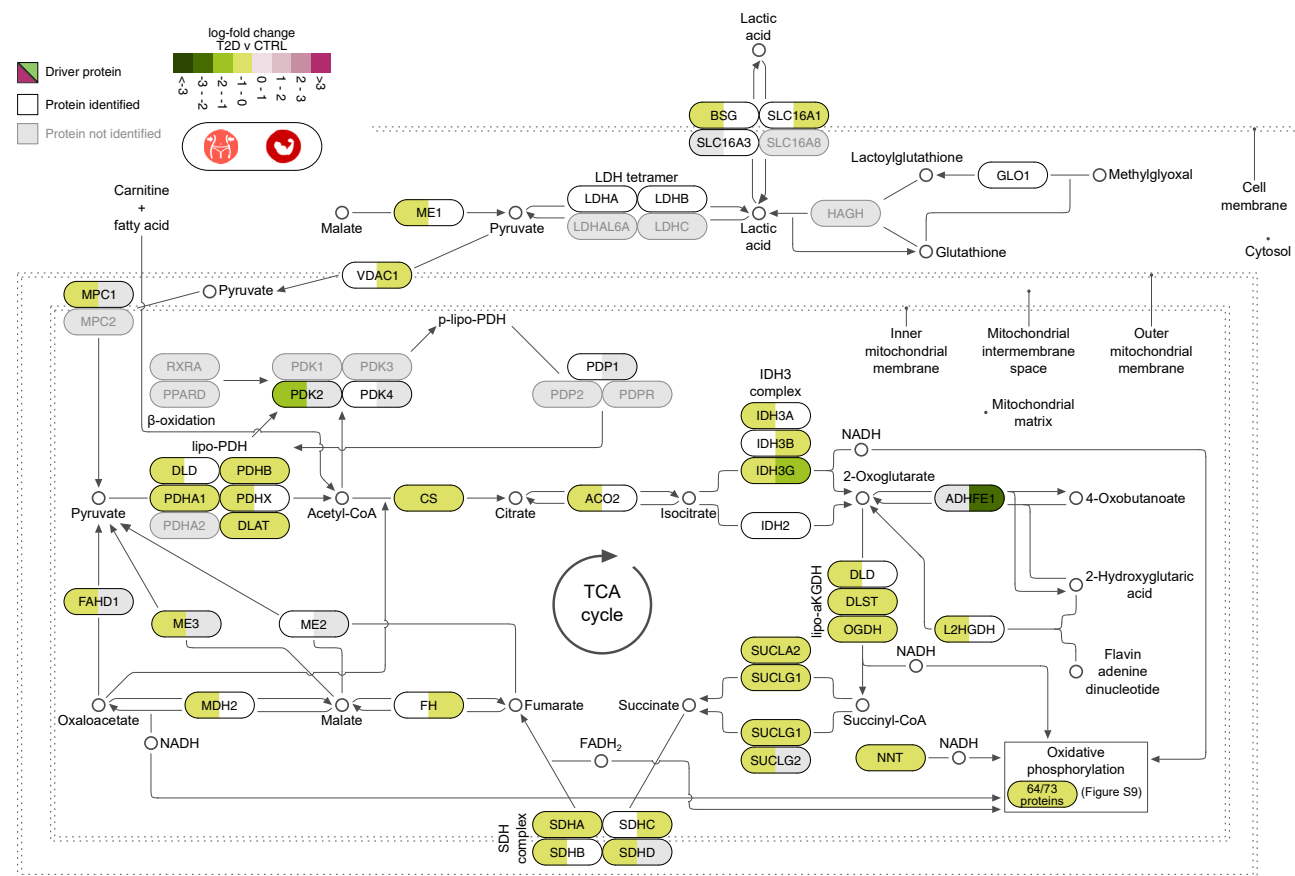 log-fold change
T2D v CTRL
<-3
-3 - -2
-2 - -1
-1 - 0
0 - 1
1 - 2
2 - 3
>3
Driver protein
Protein identified
Protein not identified
Lactic
acid
BSG
SLC16A1
SLC16A3
SLC16A8
Carnitine
+
fatty acid
Malate
ME1
Pyruvate
LDH tetramer
LDHA
LDHB
LDHAL6A
LDHC
Lactic
acid
Lactoylglutathione
GLO1
Methylglyoxal
HAGH
Glutathione
Cell
membrane
Cytosol
VDAC1
Pyruvate
MPC1
MPC2
Inner
mitochondrial
membrane
Mitochondrial
intermembrane
space
Outer
mitochondrial
membrane
Mitochondrial
matrix
p-lipo-PDH
RXRA
PPARD
PDK1
PDK3
PDK2
PDK4
PDP1
PDP2
PDPR
β-oxidation
lipo-PDH
DLD
PDHB
PDHA1
PDHX
PDHA2
DLAT
Pyruvate
Acetyl-CoA
CS
Citrate
ACO2
Isocitrate
IDH3
complex
IDH3A
IDH3B
IDH3G
IDH2
NADH
2-Oxoglutarate
ADHFE1
4-Oxobutanoate
2-Hydroxyglutaric
acid
L2HGDH
Flavin
adenine
dinucleotide
lipo-aKGDH
DLD
DLST
OGDH
NADH
TCA
cycle
FAHD1
ME3
ME2
Oxaloacetate
MDH2
Malate
FH
Fumarate
Succinate
SUCLA2
SUCLG1
SUCLG1
SUCLG2
Succinyl-CoA
NADH
FADH2
NNT
NADH
Oxidative
phosphorylation
64/73
proteins
(Figure S9)
SDH
complex
SDHA
SDHC
SDHB
SDHD